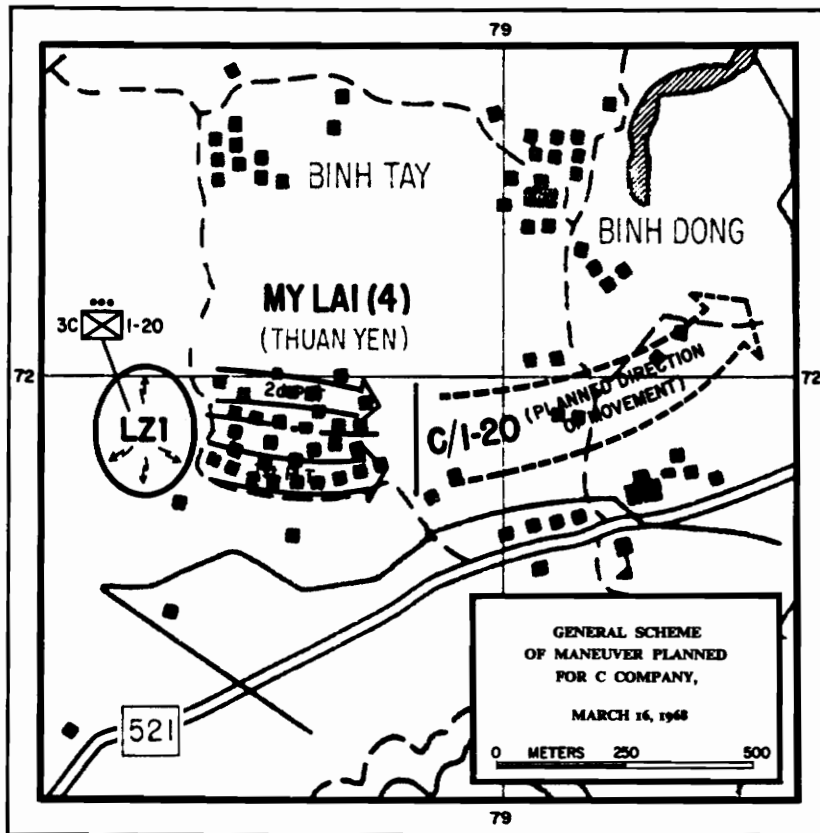 79
BINH TAY
BINH DONG
MY LAI (4)
(THUAN YEN)
•••
3C 1-20
72
72
LZ1
2d PLT
C/1-20
(PLANNED DIRECTION
OF MOVEMENT)
521
GENERAL SCHEME
OF MANEUVER PLANNED
FOR C COMPANY,
MARCH 16, 1968
0 METERS 250 500
79